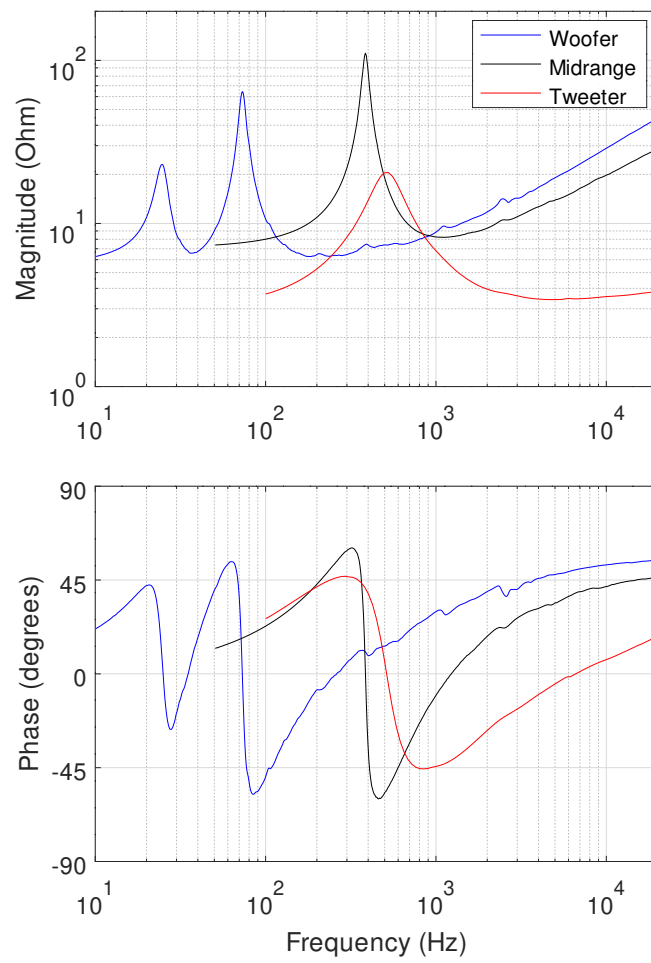 Woofer
Midrange
Tweeter
Magnitude (Ohm)
10^2
10^1
10^0
10^1 10^2 10^3 10^4
Phase (degrees)
90
45
0
-45
-90
10^1 10^2 10^3 10^4
Frequency (Hz)